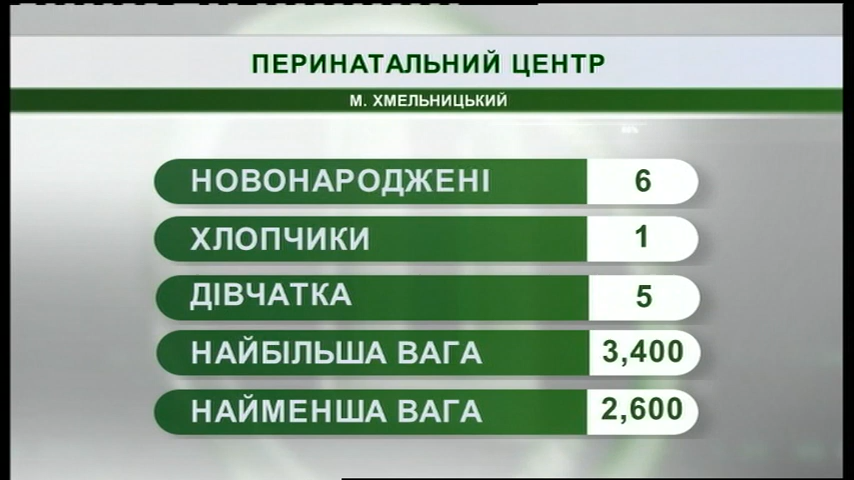 ПЕРИНАТАЛЬНИЙ ЦЕНТР
М. ХМЕЛЬНИЦЬКИЙ
НОВОНАРОДЖЕНІ 6
ХЛОПЧИКИ 1
ДІВЧАТКА 5
НАЙБІЛЬША ВАГА 3,400
НАЙМЕНША ВАГА 2,600